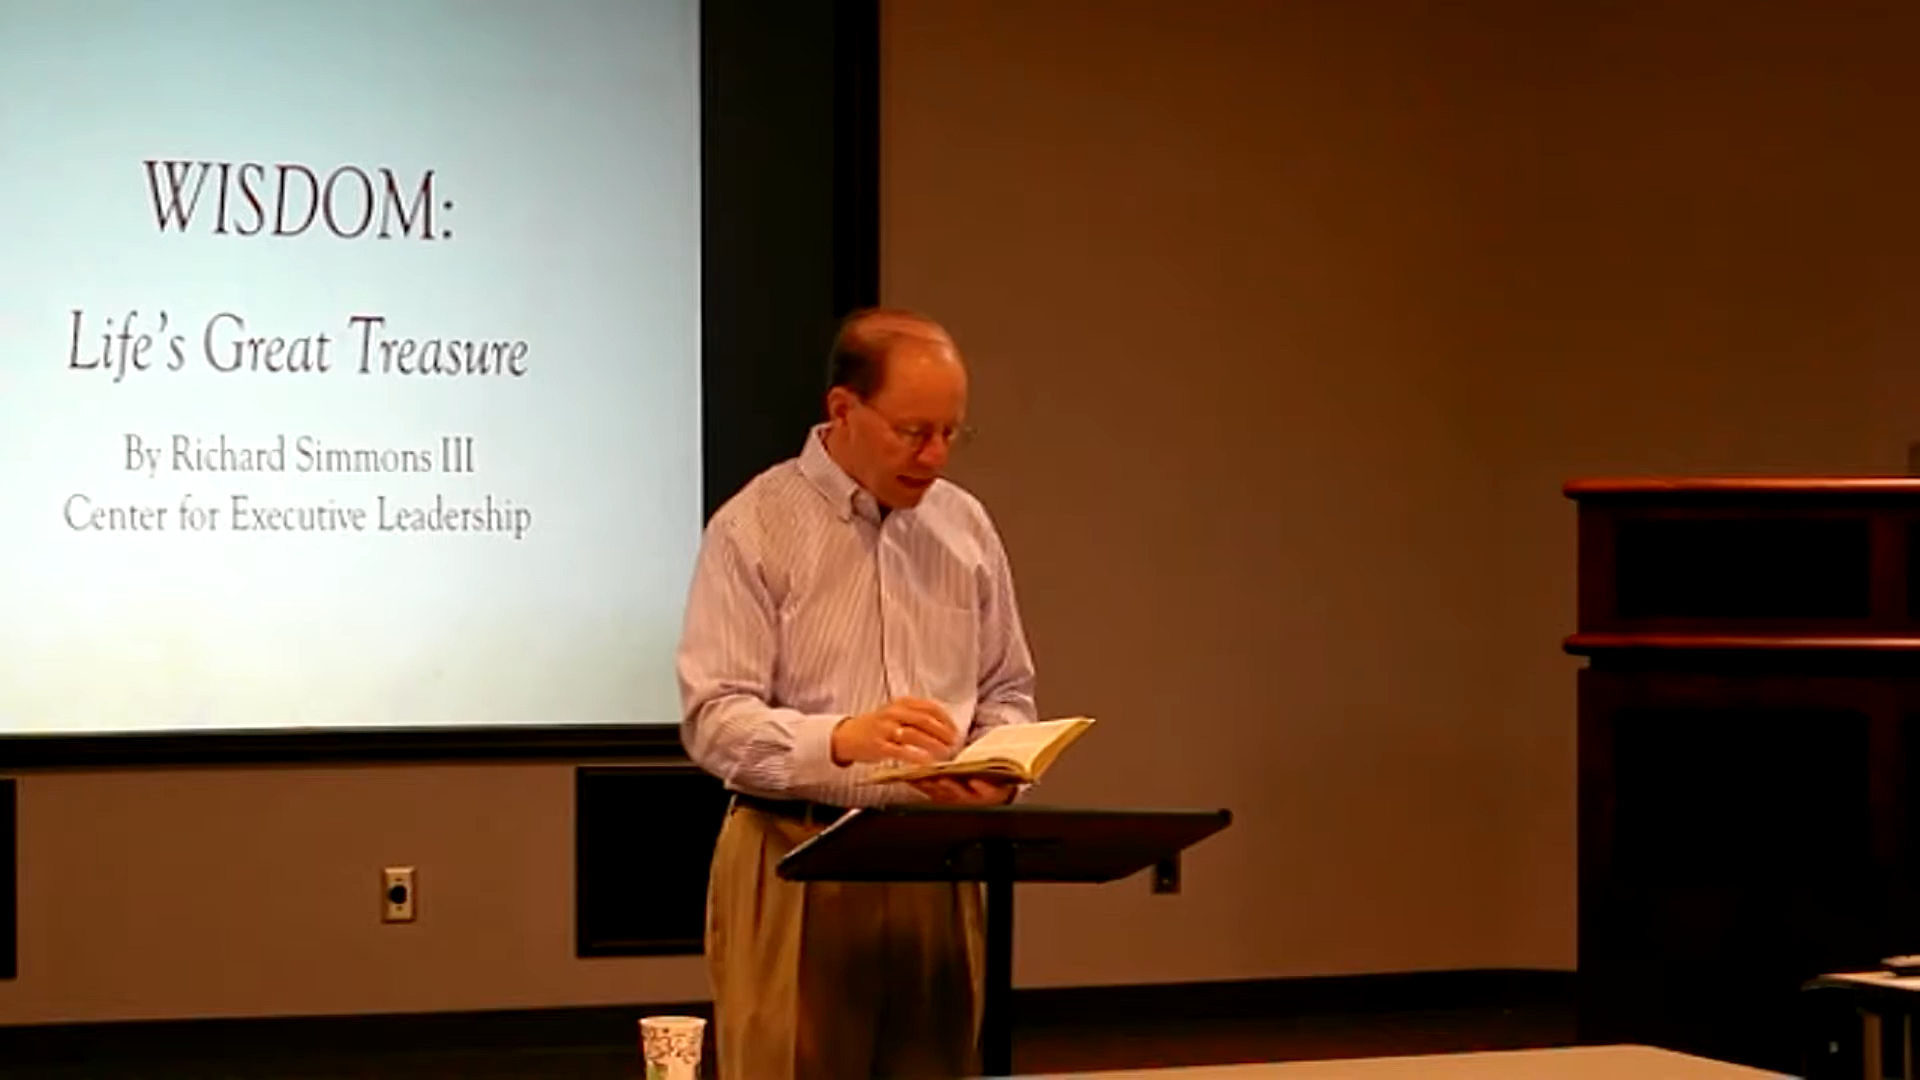 WISDOM:
Life's Great Treasure
By Richard Simmons III
Center for Executive Leadership